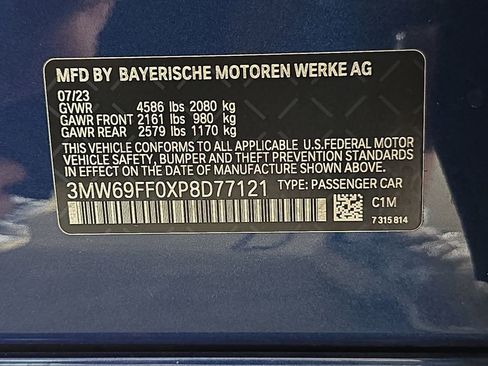 MFD BY BAYERISCHE MOTOREN WERKE AG
07/23
GVWR 4586 lbs 2080 kg
GAWR FRONT 2161 lbs 980 kg
GAWR REAR 2579 lbs 1170 kg
THIS VEHICLE CONFORMS TO ALL APPLICABLE U.S.FEDERAL MOTOR
VEHICLE SAFETY, BUMPER AND THEFT PREVENTION STANDARDS
IN EFFECT ON THE DATE OF MANUFACTURE SHOWN ABOVE.
3MW69FF0XP8D77121 TYPE: PASSENGER CAR
C1M
7 315 814